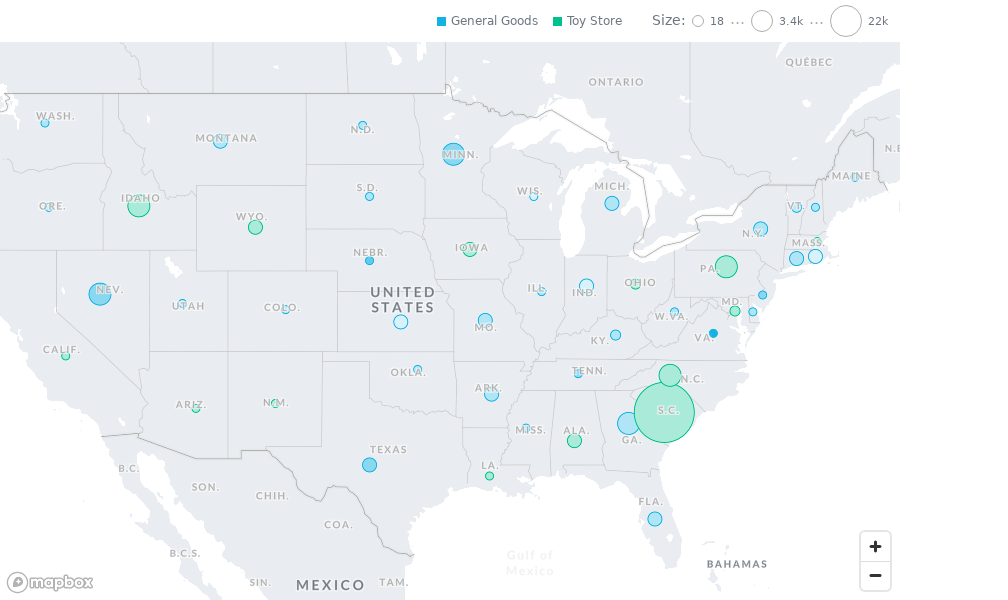 General Goods Toy Store Size: 18 ... 3.4k ... 22k
QUÉBEC
ONTARIO
WASH.
MONTANA
N.D.
MINN.
N.B
MAINE
ORE.
IDAHO
WYO.
S.D.
WIS.
MICH.
VT.
N.Y.
MASS.
NEBR.
IOWA
PA.
NEV.
UTAH
COLO.
UNITED
STATES
ILL.
IND.
OHIO
MD.
W.VA.
VA.
MO.
KY.
CALIF.
OKLA.
TENN.
N.C.
ARIZ.
N.M.
ARK.
S.C.
MISS.
ALA.
GA.
TEXAS
LA.
B.C.
SON.
CHIH.
FLA.
COA.
B.C.S.
Gulf of
Mexico
BAHAMAS
SIN.
MEXICO
TAM.
mapbox
+
−